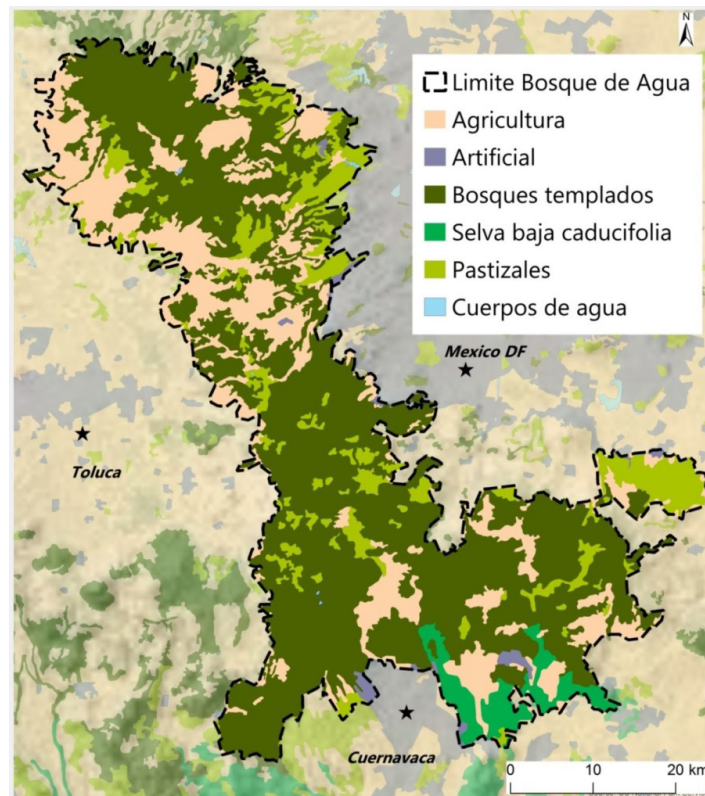 N
Limite Bosque de Agua
Agricultura
Artificial
Bosques templados
Selva baja caducifolia
Pastizales
Cuerpos de agua
Mexico DF
Toluca
Cuernavaca
0 10 20 km